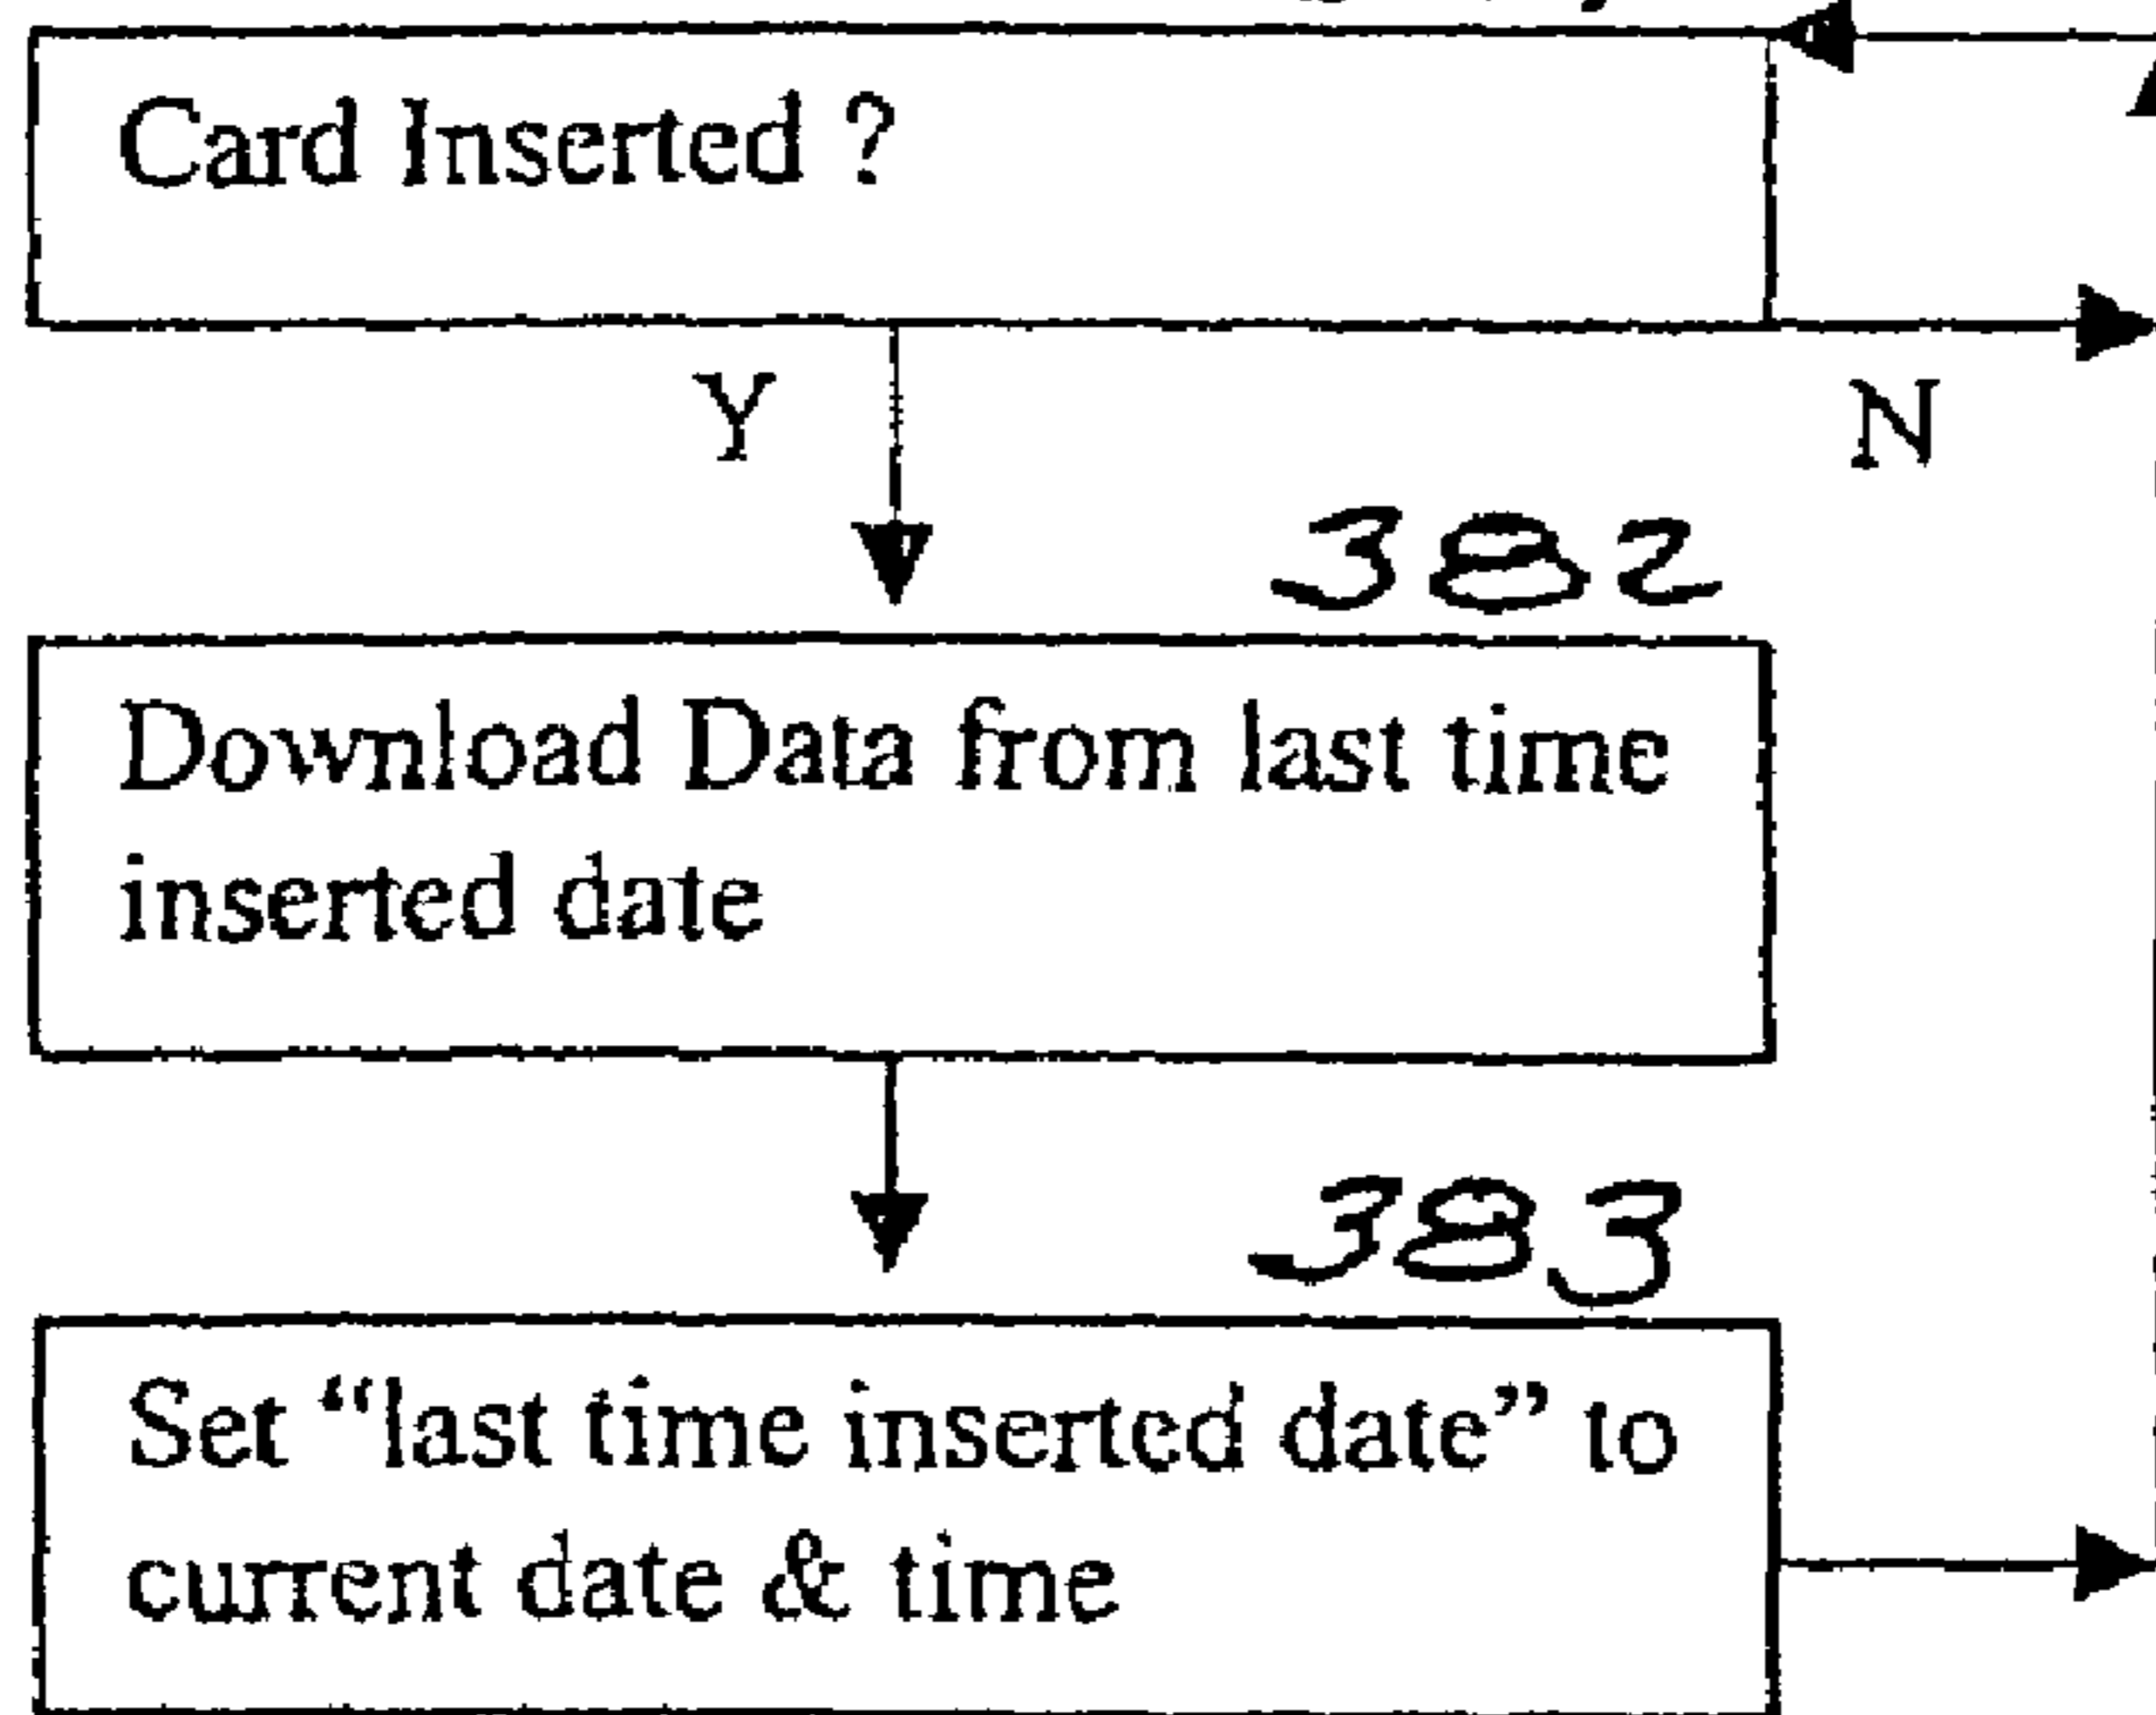 Card Inserted ?
Y
N
382
Download Data from last time
inserted date
383
Set “last time inserted date” to
current date & time